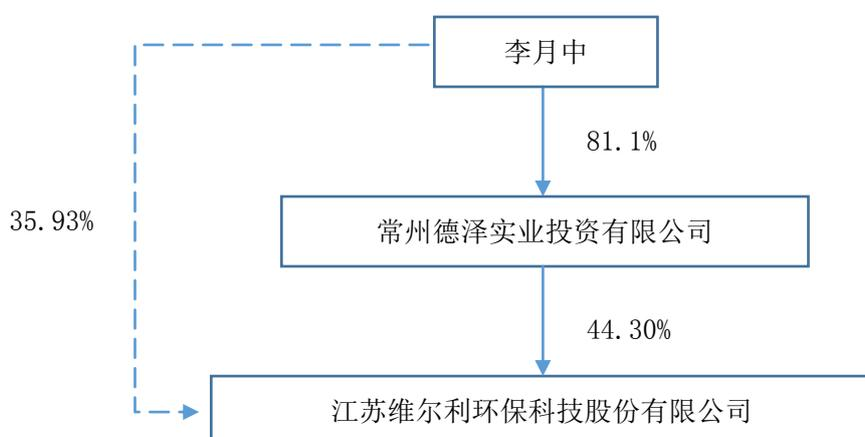 李月中
81.1%
35.93%
常州德泽实业投资有限公司
44.30%
江苏维尔利环保科技股份有限公司